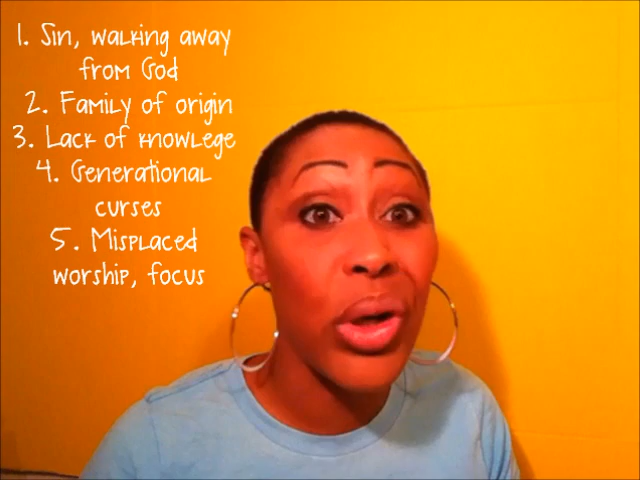 1. Sin, walking away
from God
2. Family of origin
3. Lack of knowlege
4. Generational
curses
5. Misplaced
worship, focus